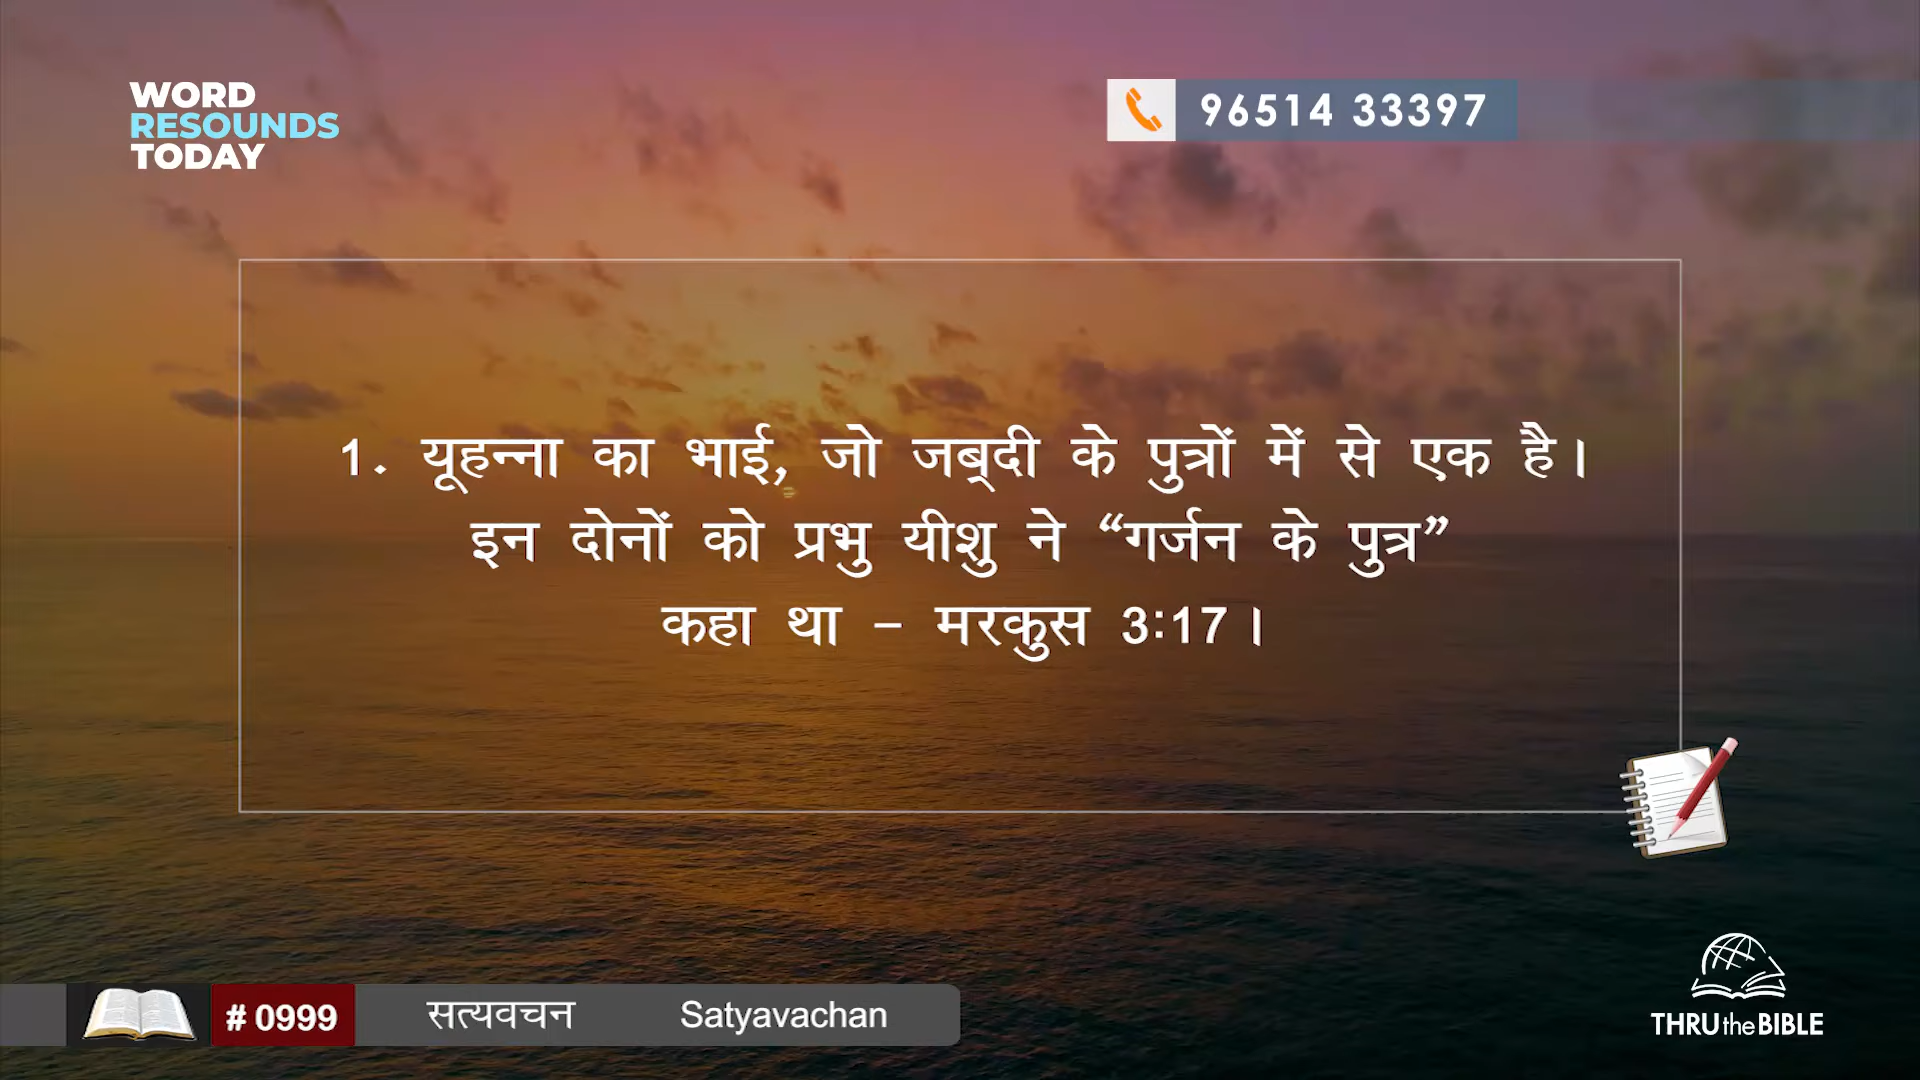 WORD
RESOUNDS
TODAY
96514 33397
1. यूहन्ना का भाई, जो जब्‌दी के पुत्रों में से एक है।
इन दोनों को प्रभु यीशु ने “गर्जन के पुत्र”
कहा था – मरकुस 3:17।
# 0999 सत्यवचन Satyavachan
THRU the BIBLE